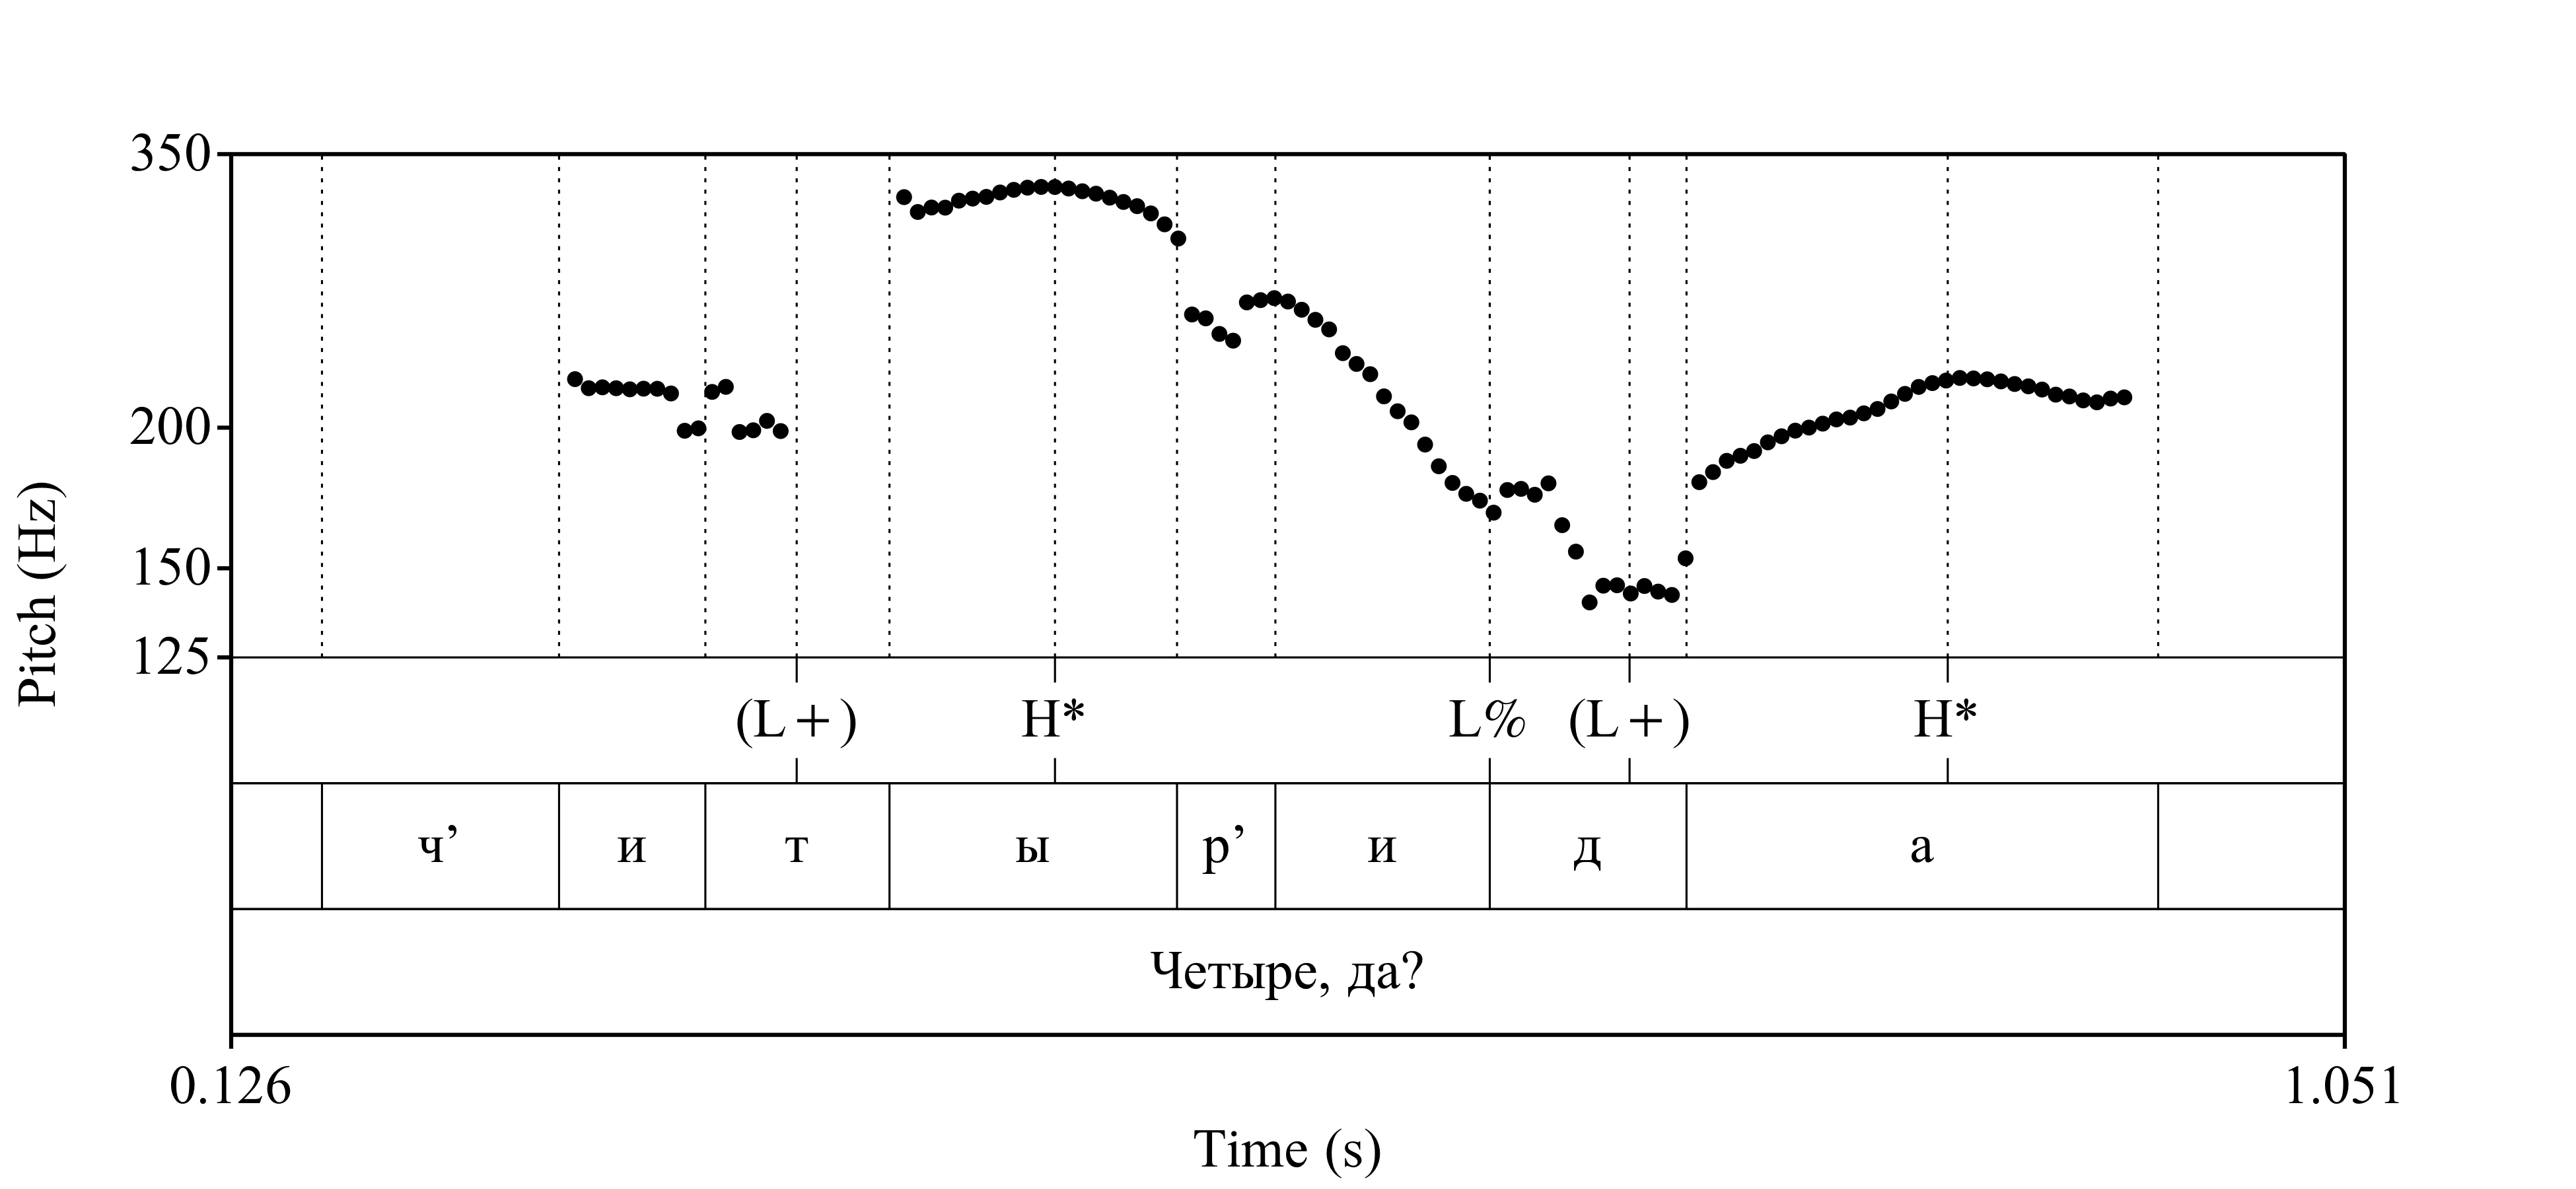 350
200
150
125
Pitch (Hz)
(L+) H* L% (L+) H*
ч’ и т ы р’ и д а
Четыре, да?
0.126 1.051
Time (s)